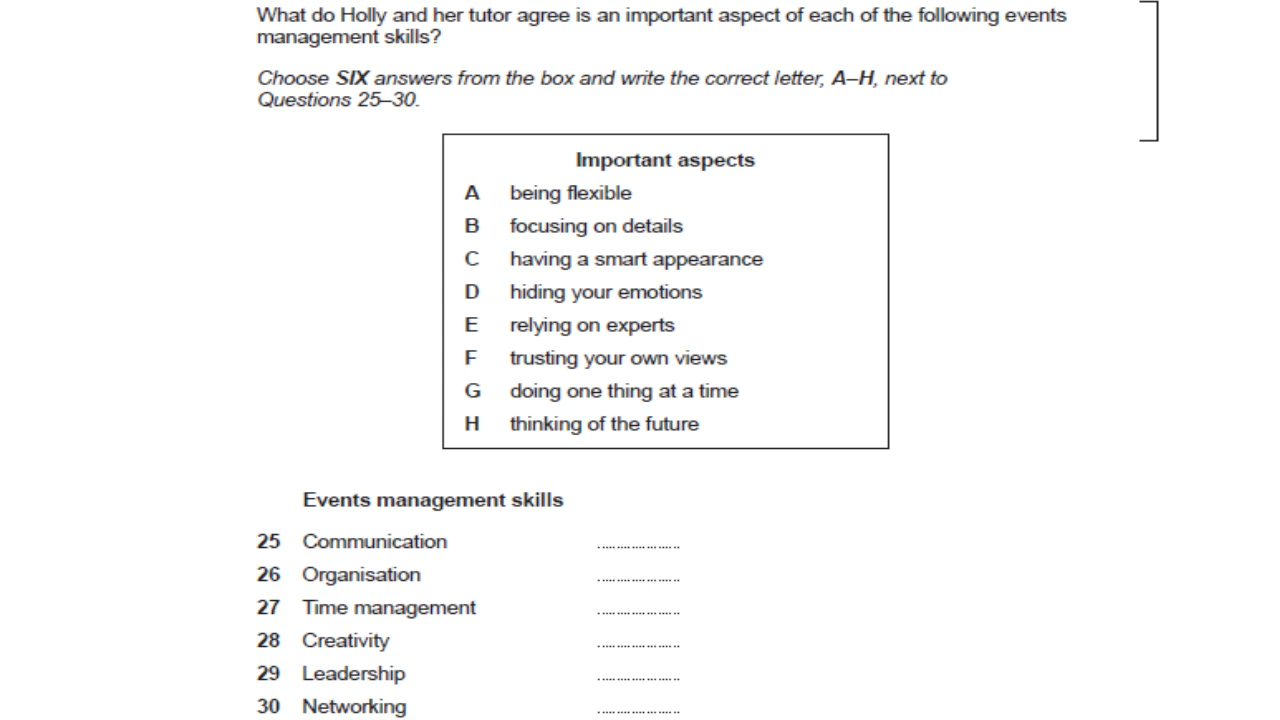 What do Holly and her tutor agree is an important aspect of each of the following events
management skills?
Choose SIX answers from the box and write the correct letter, A–H, next to
Questions 25–30.
Important aspects
A being flexible
B focusing on details
C having a smart appearance
D hiding your emotions
E relying on experts
F trusting your own views
G doing one thing at a time
H thinking of the future
Events management skills
25 Communication ....................
26 Organisation ....................
27 Time management ....................
28 Creativity ....................
29 Leadership ....................
30 Networking ....................